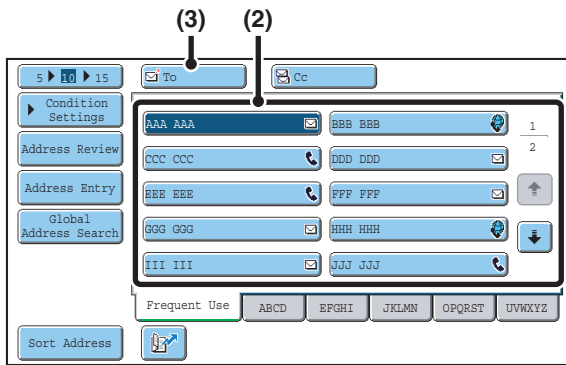 (3) (2)
5 10 15
To
Cc
Condition
Settings
Address Review
Address Entry
Global
Address Search
AAA AAA
BBB BBB
CCC CCC
DDD DDD
EEE EEE
FFF FFF
GGG GGG
HHH HHH
III III
JJJ JJJ
1
2
Frequent Use
ABCD
EFGHI
JKLMN
OPQRST
UVWXYZ
Sort Address